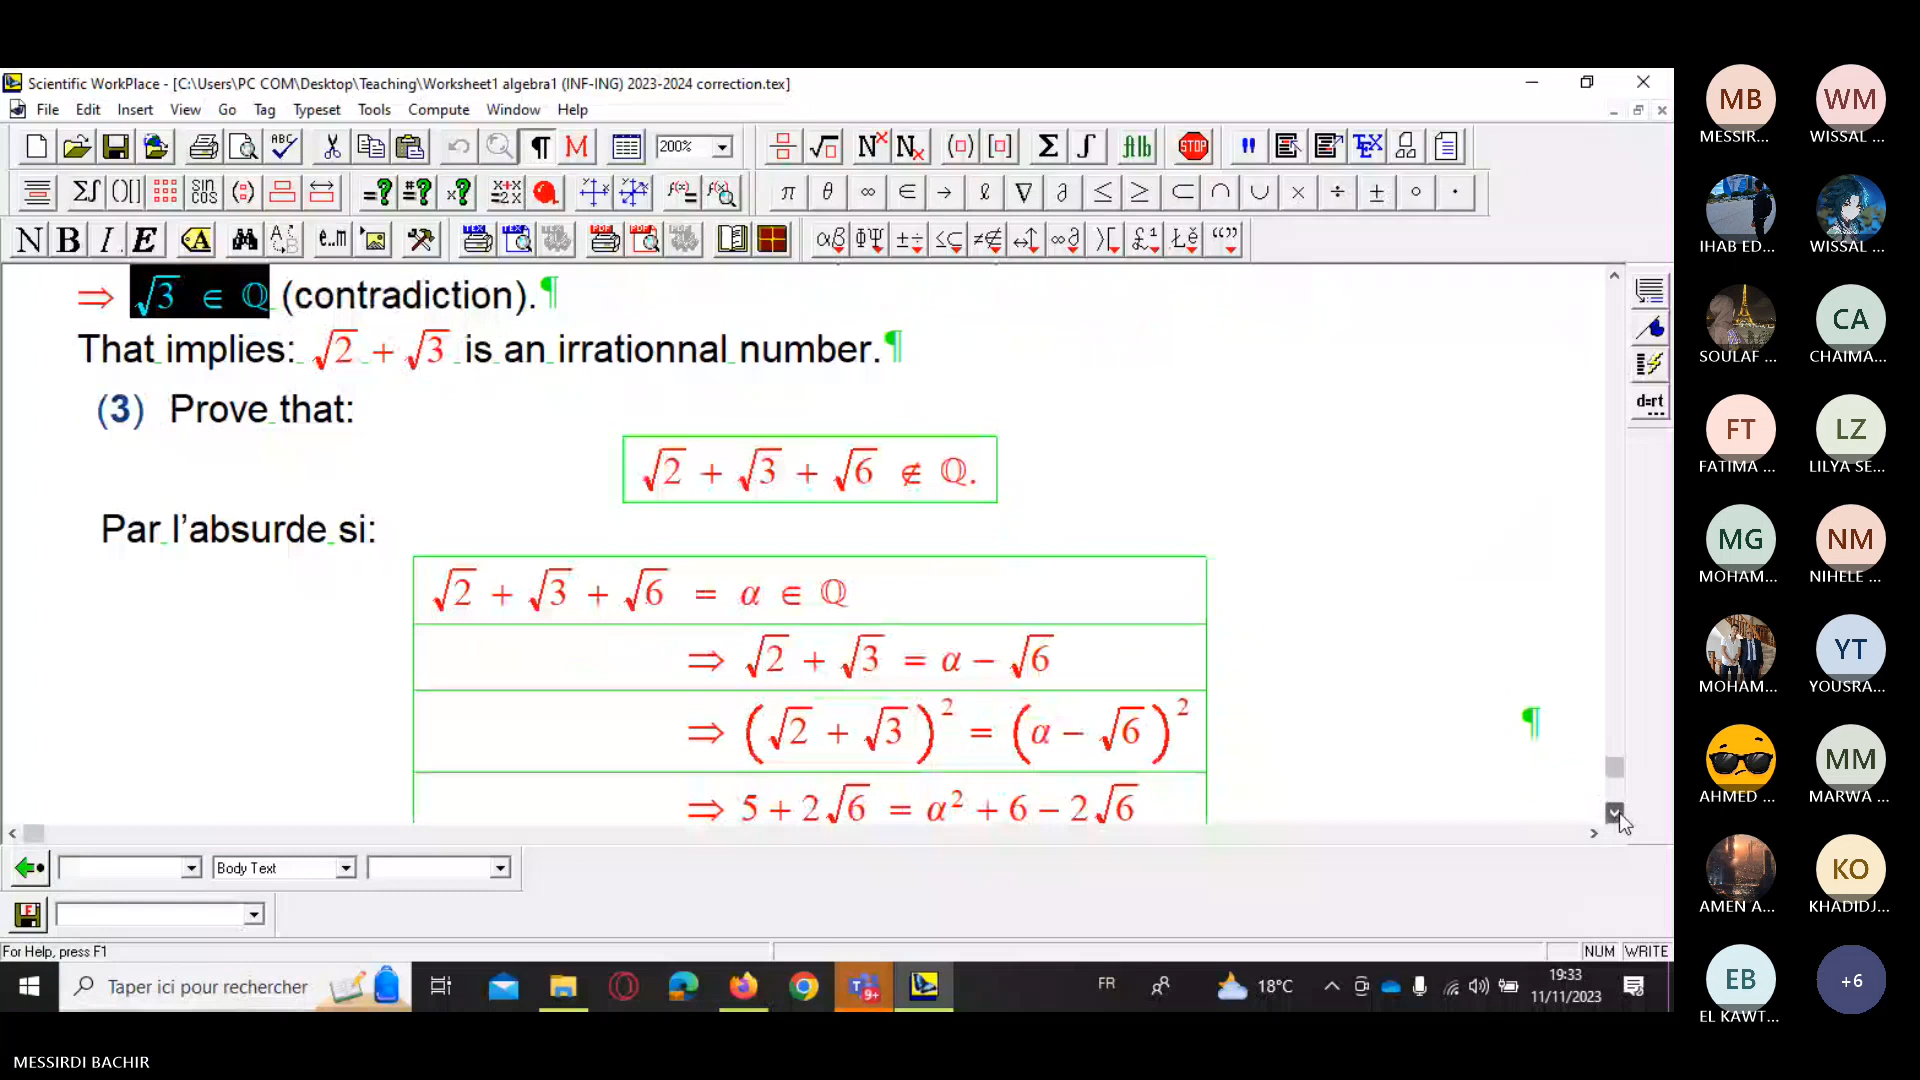 Scientific WorkPlace - [C:\Users\PC COM\Desktop\Teaching\Worksheet1 algebra1 (INF-ING) 2023-2024 correction.tex]
File Edit Insert View Go Tag Typeset Tools Compute Window Help
200%
⇒ √3 ∈ ℚ (contradiction).¶
That implies: √2 + √3 is an irrationnal number.¶
(3) Prove that:
√2 + √3 + √6 ∉ ℚ.
Par l’absurde si:
√2 + √3 + √6 = α ∈ ℚ
⇒ √2 + √3 = α − √6
⇒ (√2 + √3)² = (α − √6)² ¶
⇒ 5 + 2√6 = α² + 6 − 2√6
Body Text
For Help, press F1
NUM WRITE
Taper ici pour rechercher
9+
FR
18°C
19:33
11/11/2023
MB WM
MESSIR... WISSAL ...
IHAB ED... WISSAL ...
CA
SOULAF ... CHAIMA...
FT LZ
FATIMA ... LILYA SE...
MG NM
MOHAM... NIHELE ...
YT
MOHAM... YOUSRA...
MM
AHMED ... MARWA ...
KO
AMEN A... KHADIDJ...
EB +6
EL KAWT...
MESSIRDI BACHIR